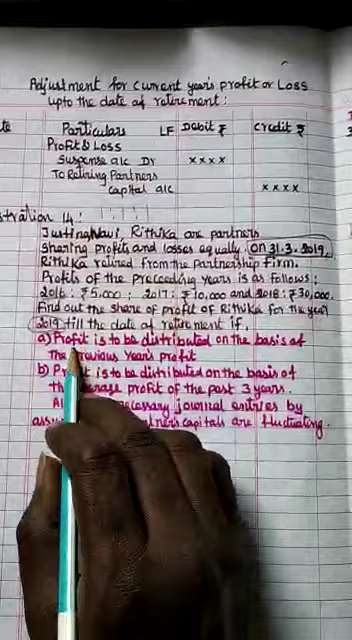 Adjustment for current year's profit or Loss
upto the date of retirement:
Particulars LF Debit ₹ Credit ₹
Profit & Loss
Suspense a/c Dr xxxx
To Retiring Partners
Capital a/c xxxx
stration 14:
Justin, Navi, Rithika are partners
sharing profits and losses equally on 31.3.2019.
Rithika retired from the partnership firm.
Profits of the preceeding years is as follows:
2016: ₹5,000; 2017: ₹10,000 and 2018: ₹30,000.
Find out the share of profit of Rithika for the year
2019 till the date of retirement if,
a) Profit is to be distributed on the basis of
The previous Year's profit
b) is to be distributed on the basis of
profit of the past 3 years.
journal entries by
capitals are fluctuating.